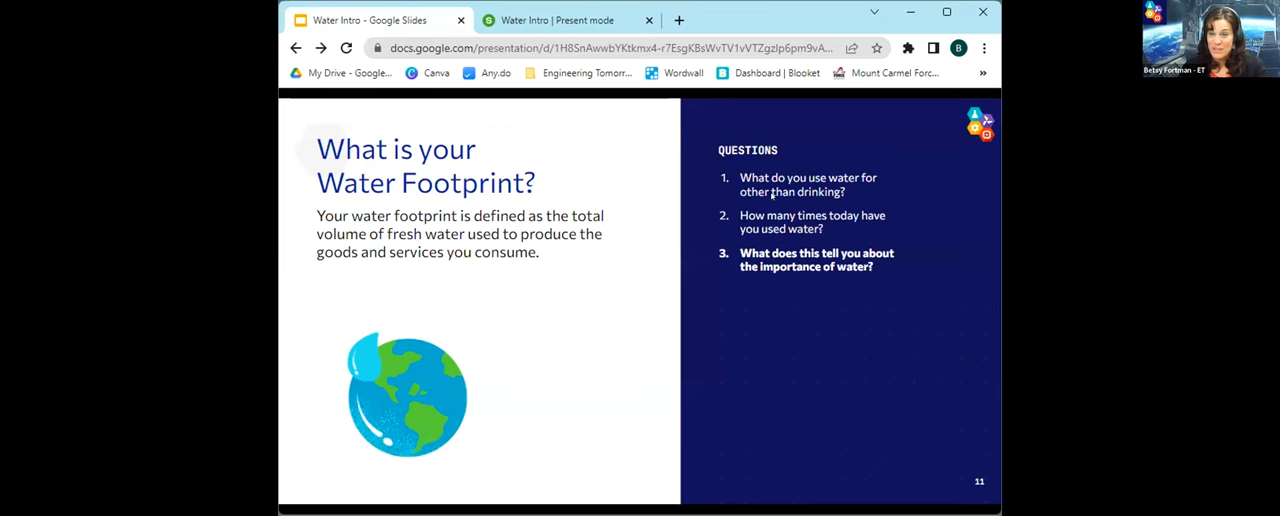 Water Intro - Google Slides
Water Intro | Present mode
docs.google.com/presentation/d/1H8SnAwwbYKtkmx4-r7EsgKBsWvTV1vVTZgzlp6pm9vA...
B
My Drive - Google...
Canva
Any.do
Engineering Tomorr...
Wordwall
Dashboard | Blooket
Mount Carmel Forc...
»
Betsy Fortman - ET
What is your
Water Footprint?
Your water footprint is defined as the total
volume of fresh water used to produce the
goods and services you consume.
QUESTIONS
1. What do you use water for
other than drinking?
2. How many times today have
you used water?
3. What does this tell you about
the importance of water?
11